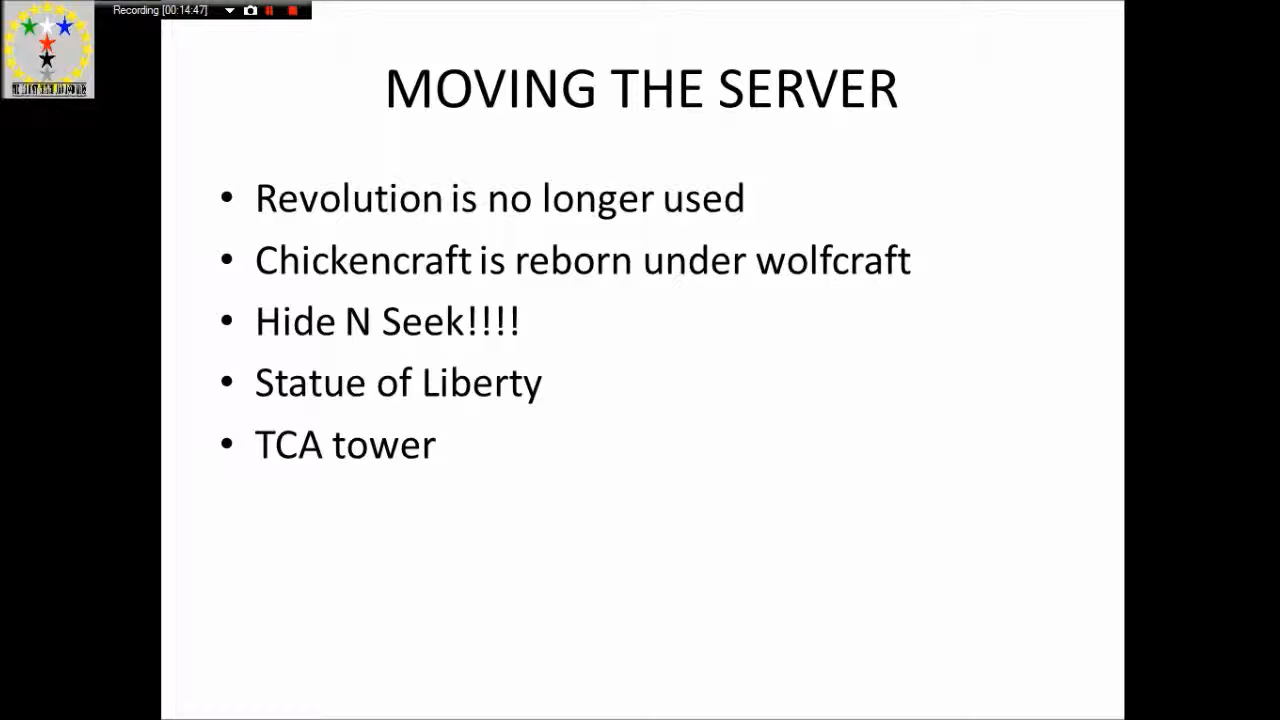 Recording [00:14:47]
MOVING THE SERVER
• Revolution is no longer used
• Chickencraft is reborn under wolfcraft
• Hide N Seek!!!!
• Statue of Liberty
• TCA tower